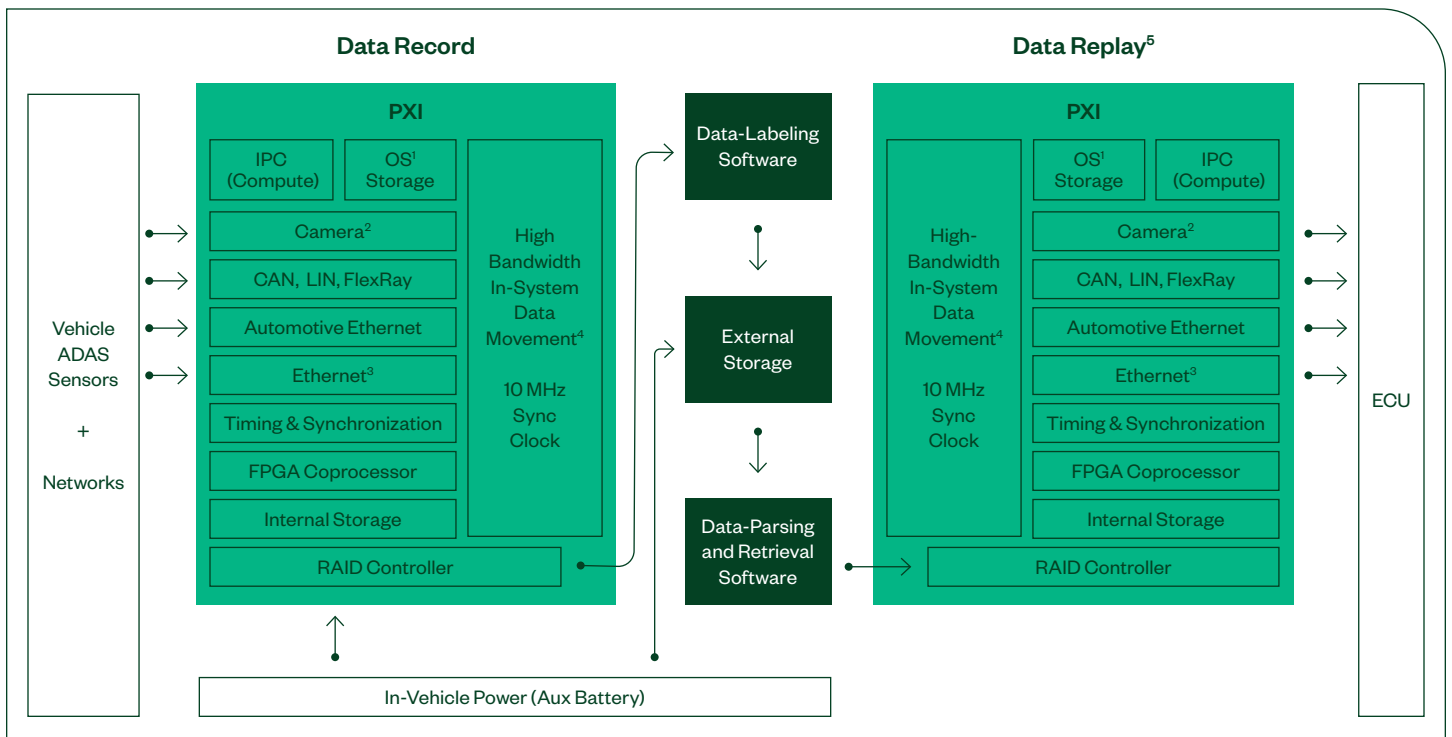 Data Record
Data Replay⁵
Vehicle
ADAS
Sensors
+
Networks
PXI
IPC
(Compute)
OS¹
Storage
Camera²
CAN, LIN, FlexRay
Automotive Ethernet
Ethernet³
Timing & Synchronization
FPGA Coprocessor
Internal Storage
RAID Controller
High
Bandwidth
In-System
Data
Movement⁴
10 MHz
Sync
Clock
Data-Labeling
Software
External
Storage
Data-Parsing
and Retrieval
Software
PXI
High-
Bandwidth
In-System
Data
Movement⁴
10 MHz
Sync
Clock
OS¹
Storage
IPC
(Compute)
Camera²
CAN, LIN, FlexRay
Automotive Ethernet
Ethernet³
Timing & Synchronization
FPGA Coprocessor
Internal Storage
RAID Controller
ECU
In-Vehicle Power (Aux Battery)